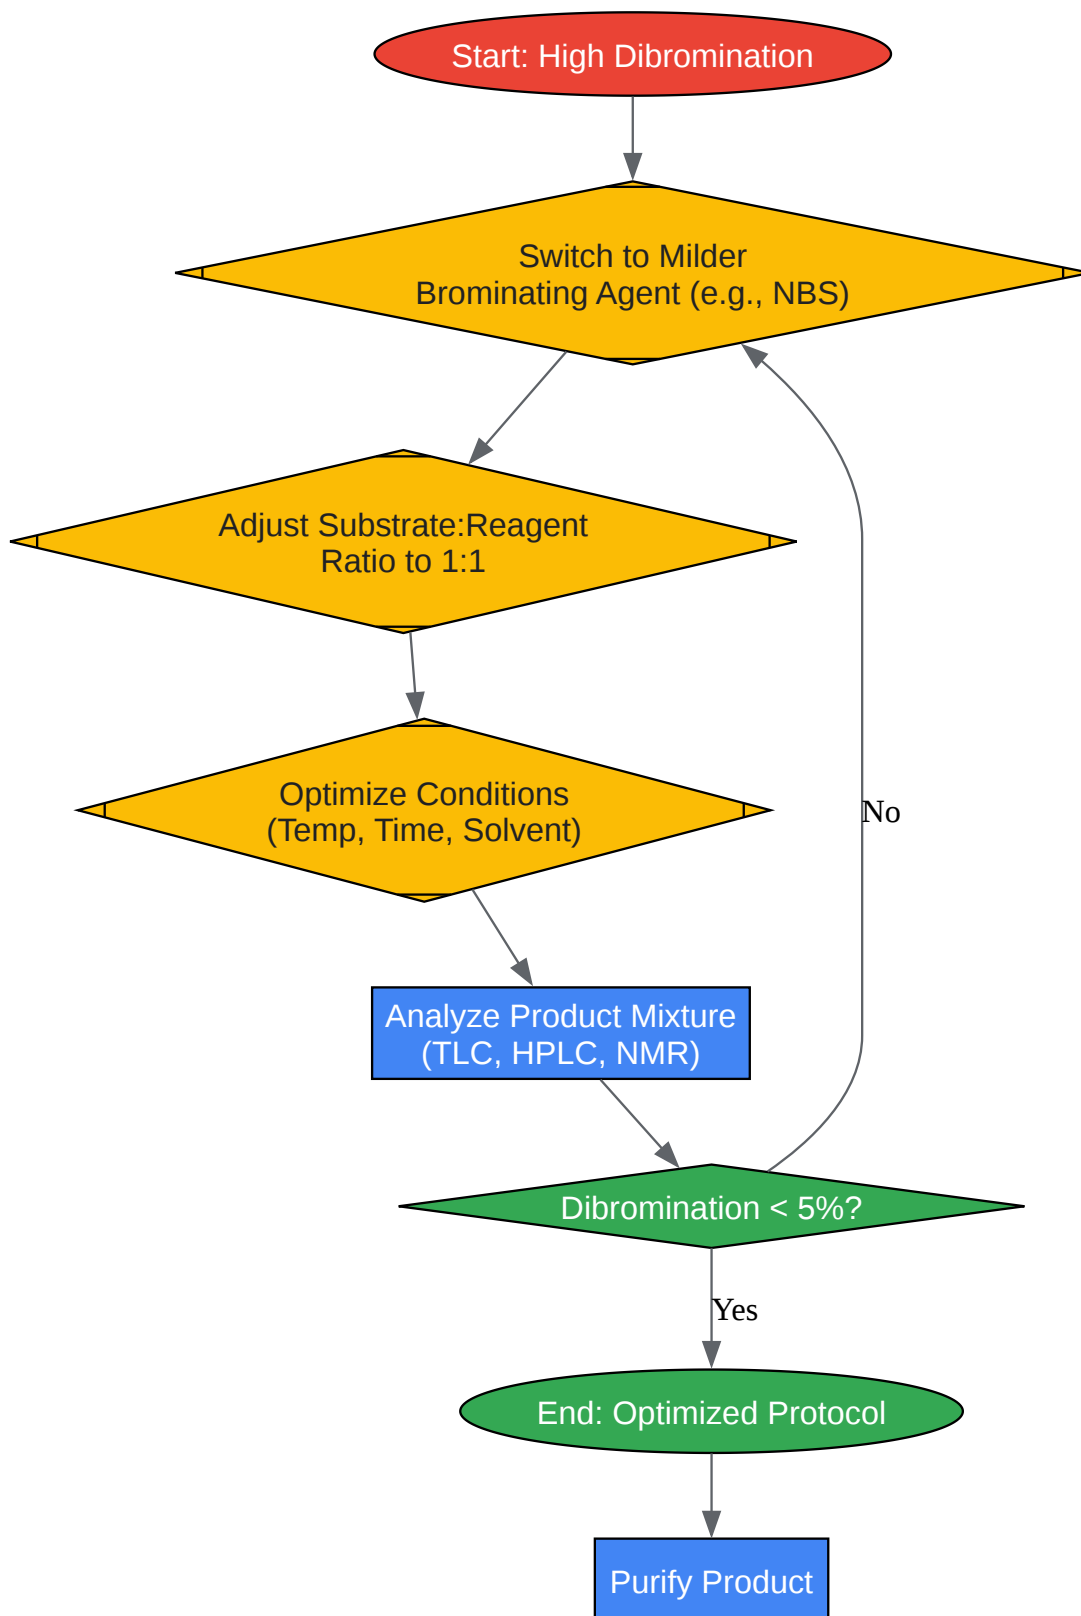 Start: High Dibromination
Switch to Milder
Brominating Agent (e.g., NBS)
Adjust Substrate:Reagent
Ratio to 1:1
Optimize Conditions
(Temp, Time, Solvent)
No
Analyze Product Mixture
(TLC, HPLC, NMR)
Dibromination < 5%?
Yes
End: Optimized Protocol
Purify Product